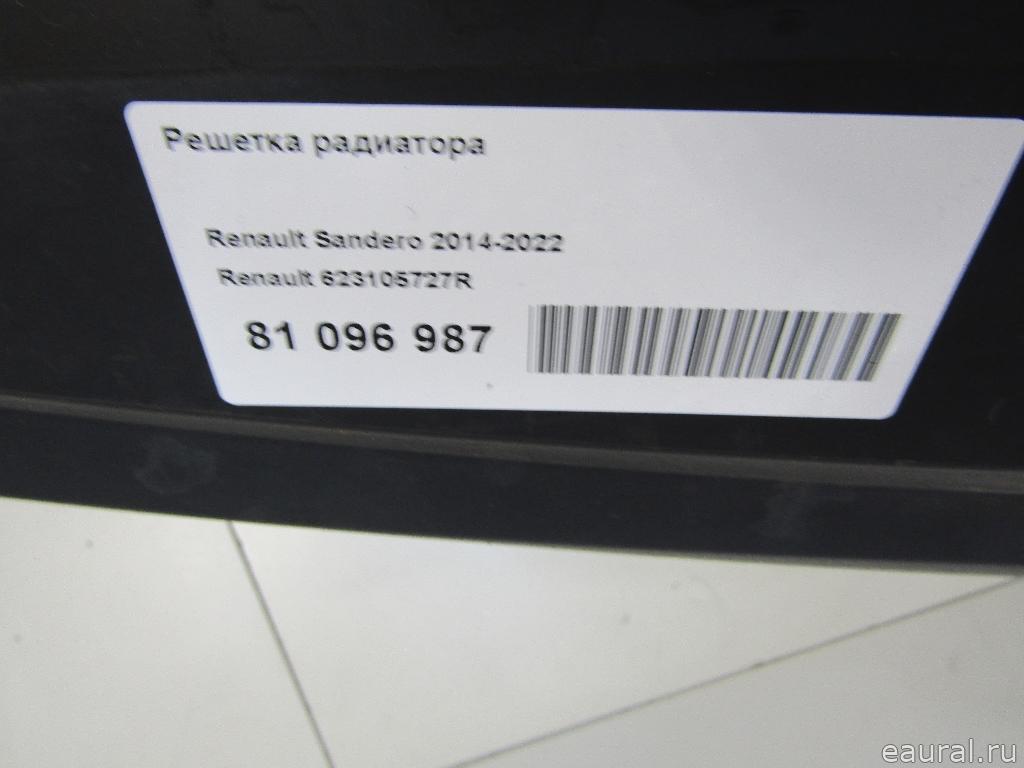 Решетка радиатора
Renault Sandero 2014-2022
Renault 623105727R
81 096 987
eaural.ru